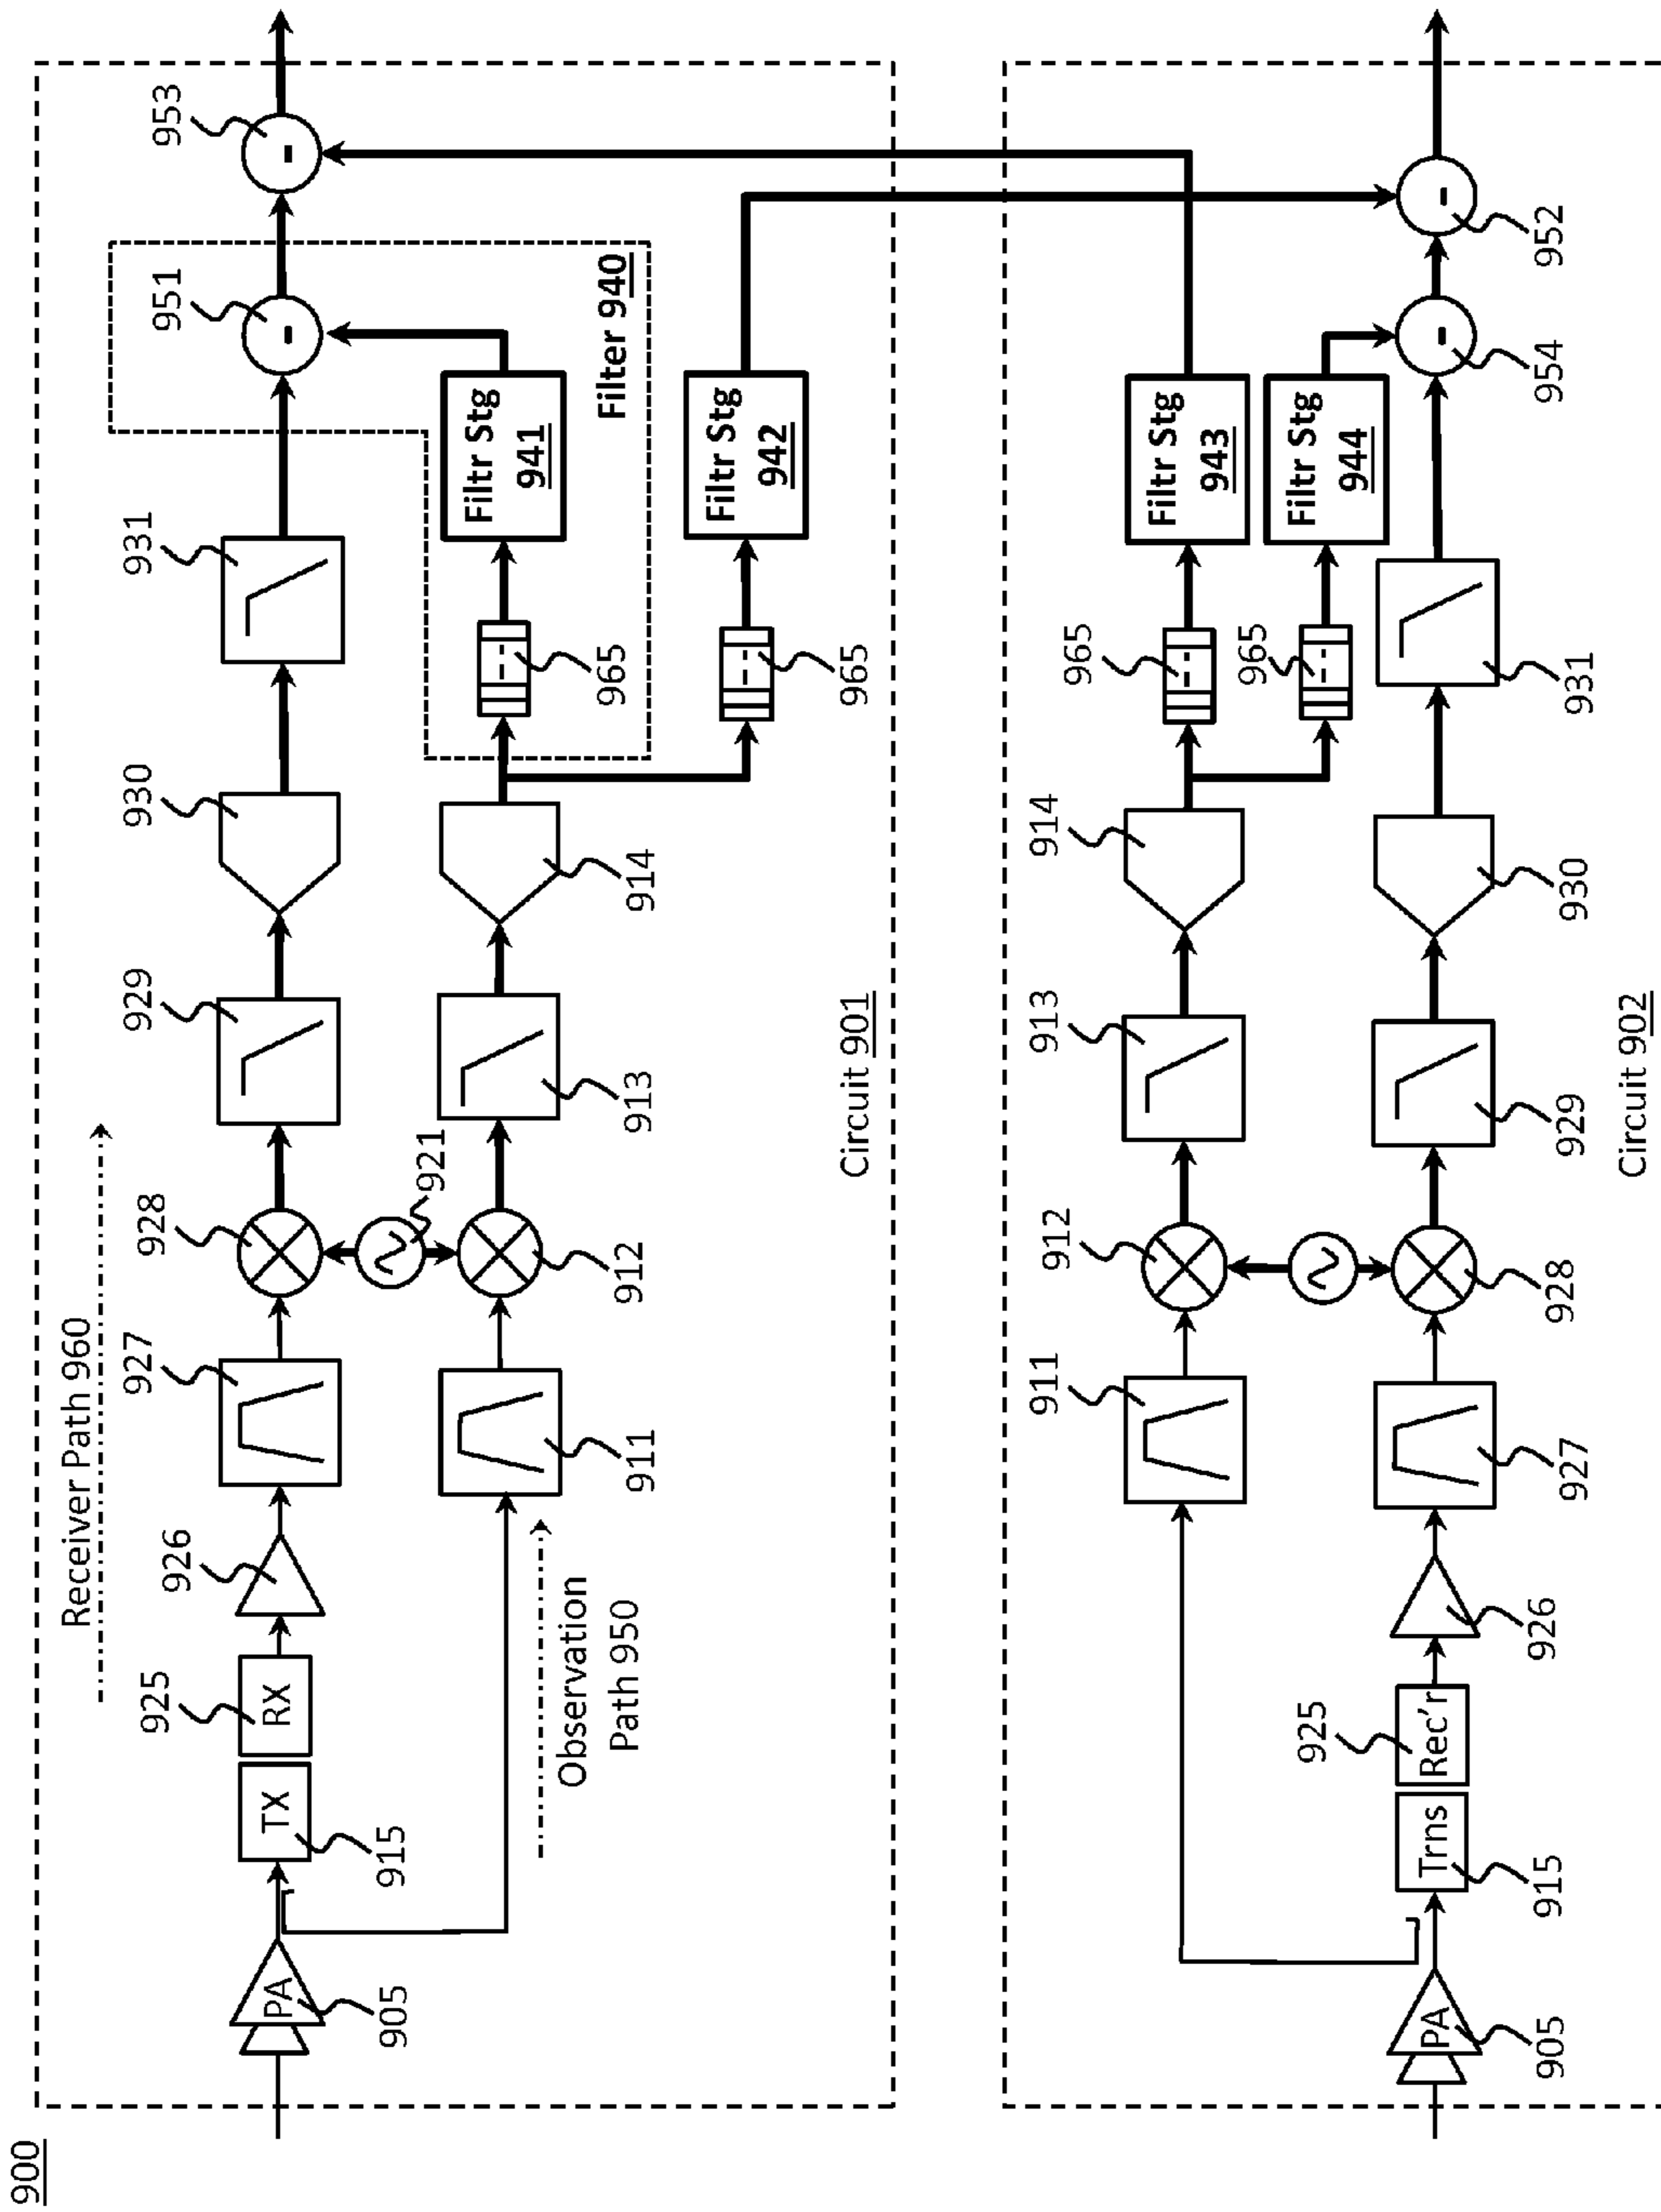 900
Receiver Path 960
905
PA
915
TX
925
RX
926
927
928
929
930
931
951
953
921
Observation
Path 950
911
912
913
914
965
Filtr Stg
941
Filter 940
965
Filtr Stg
942
Circuit 901
911
912
913
914
965
Filtr Stg
943
965
Filtr Stg
944
PA
905
Trns
915
925
Rec'r
926
927
928
929
930
931
954
952
Circuit 902